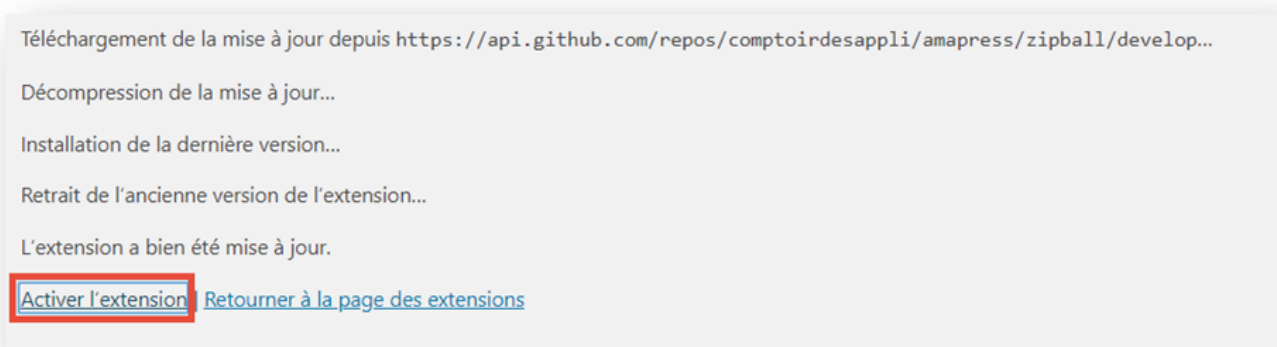 Téléchargement de la mise à jour depuis https://api.github.com/repos/comptoirdesappli/amapress/zipball/develop...
Décompression de la mise à jour...
Installation de la dernière version...
Retrait de l’ancienne version de l’extension...
L’extension a bien été mise à jour.
Activer l’extension | Retourner à la page des extensions